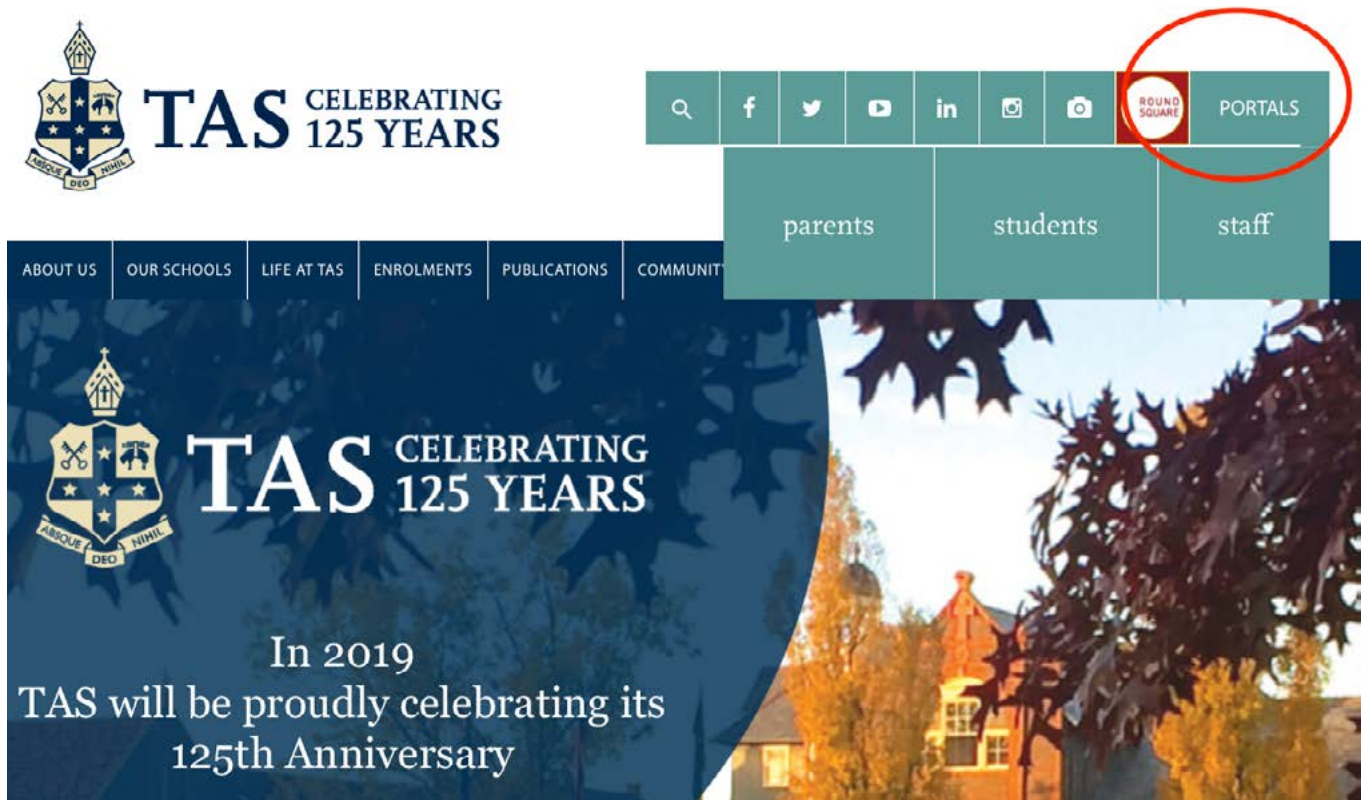 TAS CELEBRATING
125 YEARS
ABSQUE DEO NIHIL
ROUND
SQUARE
PORTALS
parents students staff
ABOUT US OUR SCHOOLS LIFE AT TAS ENROLMENTS PUBLICATIONS COMMUNIT
TAS CELEBRATING
125 YEARS
ABSQUE DEO NIHIL
In 2019
TAS will be proudly celebrating its
125th Anniversary